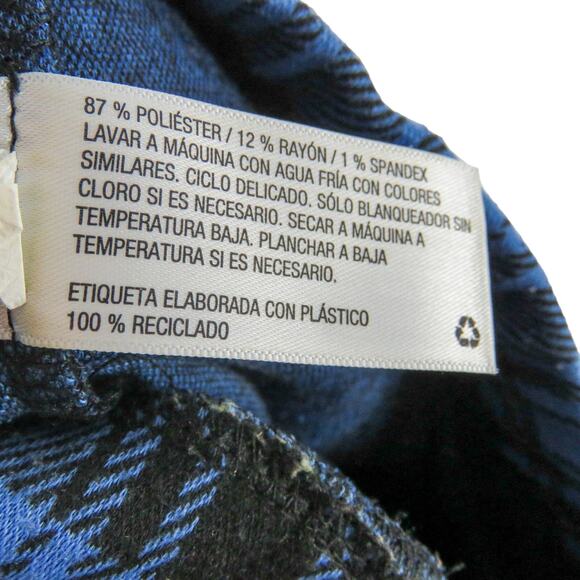 87 % POLIÉSTER / 12 % RAYÓN / 1 % SPANDEX
LAVAR A MÁQUINA CON AGUA FRÍA CON COLORES
SIMILARES. CICLO DELICADO. SÓLO BLANQUEADOR SIN
CLORO SI ES NECESARIO. SECAR A MÁQUINA A
TEMPERATURA BAJA. PLANCHAR A BAJA
TEMPERATURA SI ES NECESARIO.
ETIQUETA ELABORADA CON PLÁSTICO
100 % RECICLADO